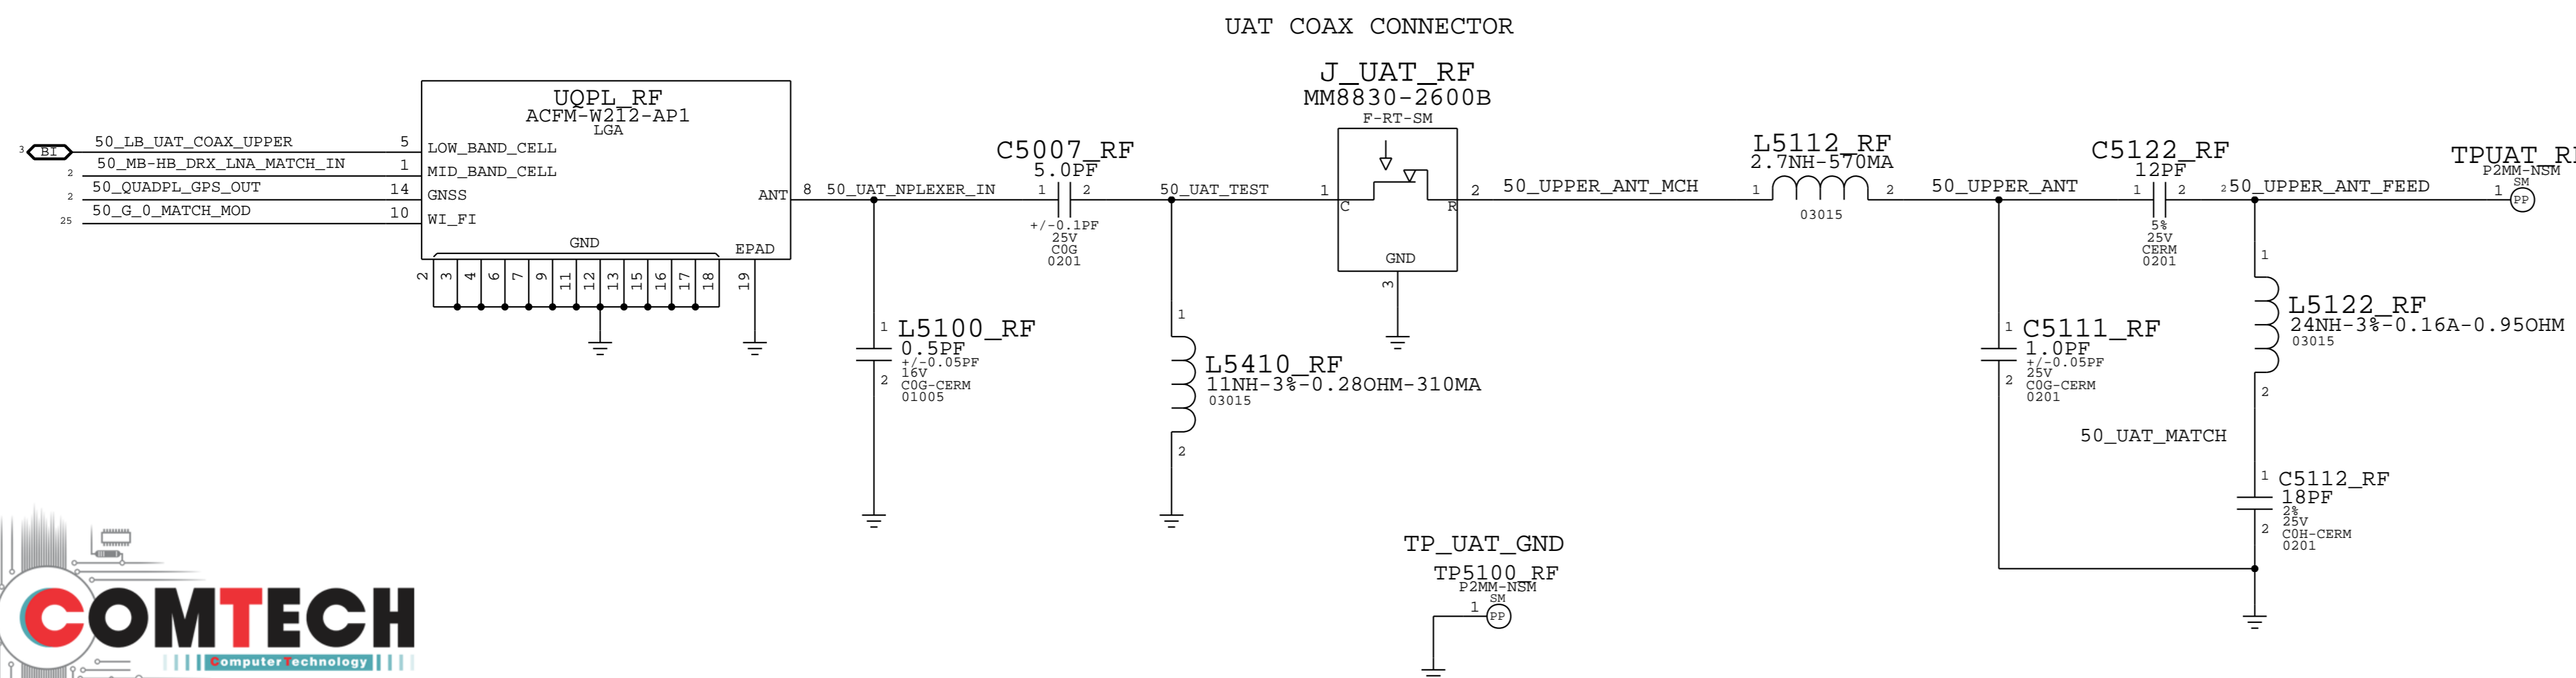 UAT COAX CONNECTOR
UQPL_RF
ACFM-W212-AP1
LGA
3
BI
50_LB_UAT_COAX_UPPER
5
LOW_BAND_CELL
2
50_MB-HB_DRX_LNA_MATCH_IN
1
MID_BAND_CELL
2
50_QUADPL_GPS_OUT
14
GNSS
25
50_G_0_MATCH_MOD
10
WI_FI
ANT
8
GND
EPAD
2
3
4
6
7
9
11
12
13
15
16
17
18
19
50_UAT_NPLEXER_IN
1
L5100_RF
0.5PF
+/-0.05PF
16V
2
C0G-CERM
01005
C5007_RF
5.0PF
1 2
+/-0.1PF
25V
C0G
0201
50_UAT_TEST
1
L5410_RF
11NH-3%-0.28OHM-310MA
03015
2
J_UAT_RF
MM8830-2600B
F-RT-SM
1
C
R
2
GND
3
50_UPPER_ANT_MCH
L5112_RF
2.7NH-570MA
1 2
03015
50_UPPER_ANT
1
C5111_RF
1.0PF
+/-0.05PF
25V
2
C0G-CERM
0201
C5122_RF
12PF
1 2
5%
25V
CERM
0201
2
50_UPPER_ANT_FEED
TPUAT_R
P2MM-NSM
SM
1
PP
1
L5122_RF
24NH-3%-0.16A-0.95OHM
03015
2
50_UAT_MATCH
1
C5112_RF
18PF
2%
25V
2
C0H-CERM
0201
TP_UAT_GND
TP5100_RF
P2MM-NSM
SM
1
PP
COMTECH
ComputerTechnology